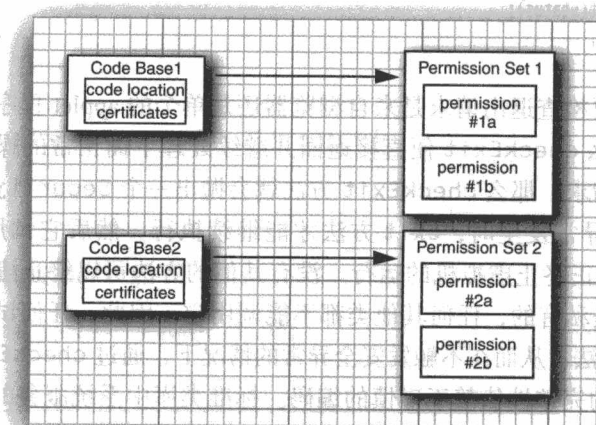 Code Base1
code location
certificates
Permission Set 1
permission
#1a
permission
#1b
Code Base2
code location
certificates
Permission Set 2
permission
#2a
permission
#2b